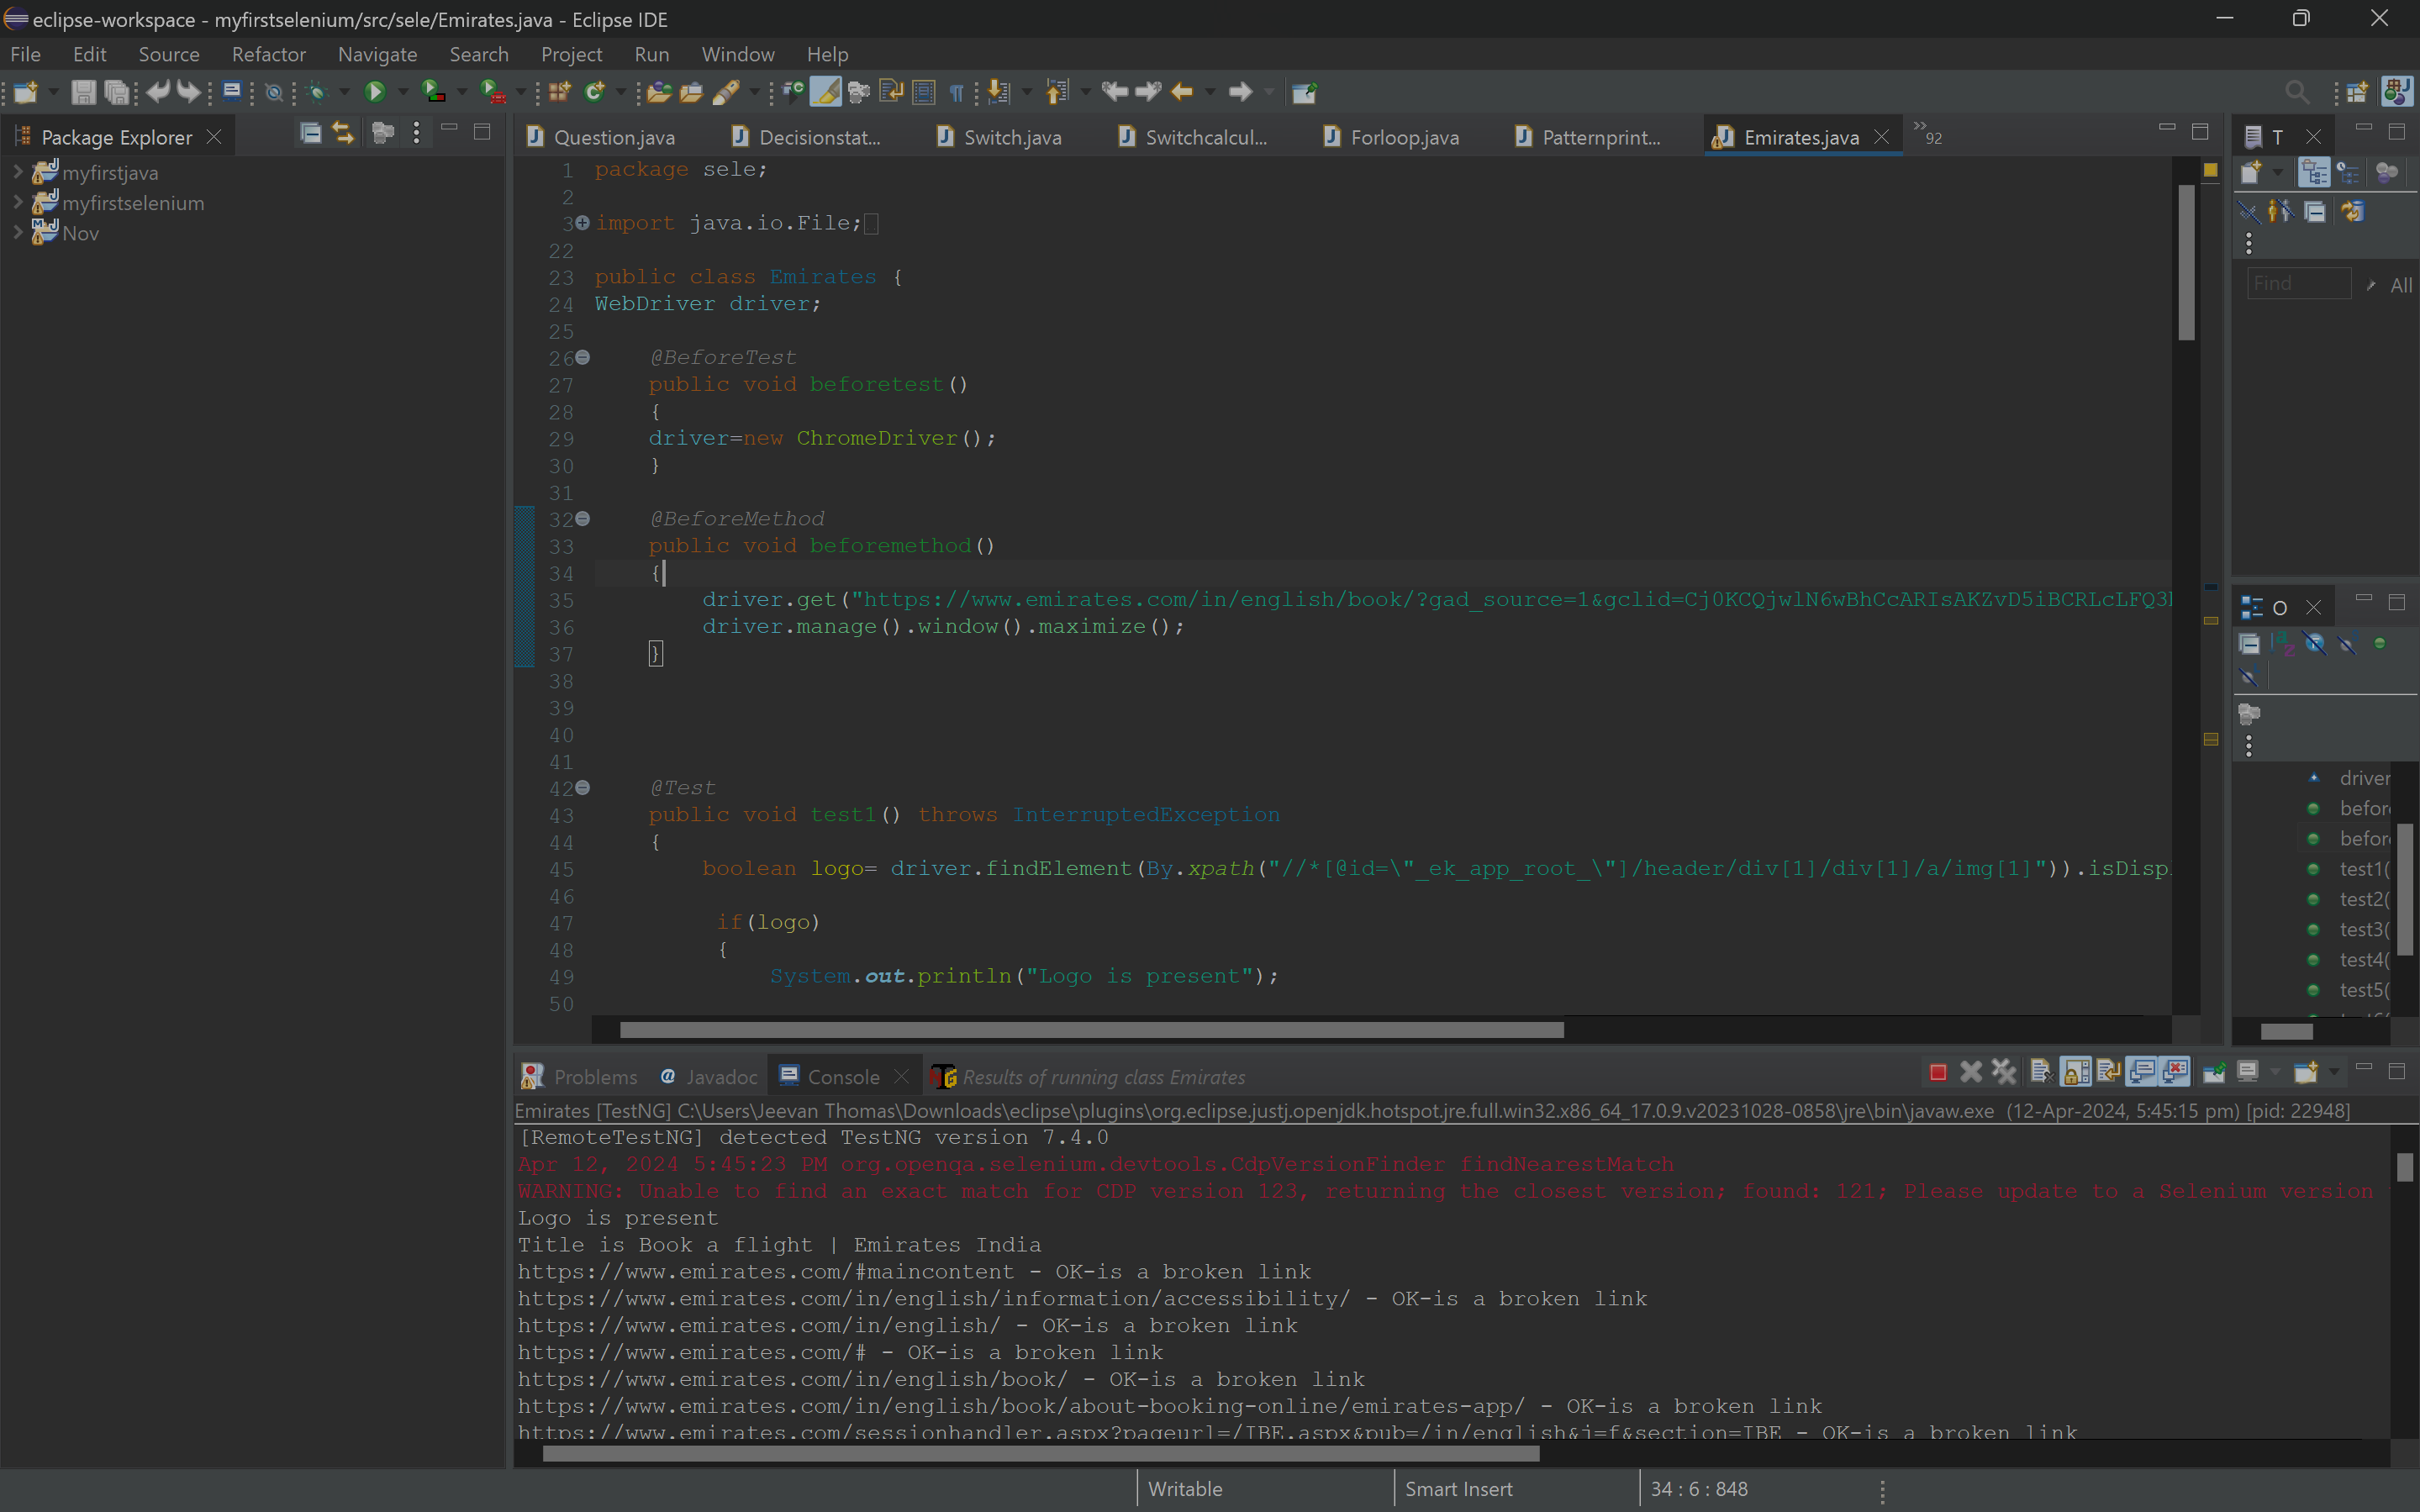 eclipse-workspace - myfirstselenium/src/sele/Emirates.java - Eclipse IDE
File Edit Source Refactor Navigate Search Project Run Window Help
Package Explorer
myfirstjava
myfirstselenium
Nov
Question.java Decisionstat... Switch.java Switchcalcul... Forloop.java Patternprint... Emirates.java 92
1 package sele;
2
3 import java.io.File;
22
23 public class Emirates {
24 WebDriver driver;
25
26 @BeforeTest
27 public void beforetest()
28 {
29 driver=new ChromeDriver();
30 }
31
32 @BeforeMethod
33 public void beforemethod()
34 {
35 driver.get("https://www.emirates.com/in/english/book/?gad_source=1&gclid=Cj0KCQjwlN6wBhCcARIsAKZvD5iBCRLcLFQ3
36 driver.manage().window().maximize();
37 }
38
39
40
41
42 @Test
43 public void test1() throws InterruptedException
44 {
45 boolean logo= driver.findElement(By.xpath("//*[@id=\"_ek_app_root_\"]/header/div[1]/div[1]/a/img[1]")).isDisp
46
47 if(logo)
48 {
49 System.out.println("Logo is present");
50
T
Find All
O
driver
befor
befor
test1(
test2(
test3(
test4(
test5(
Problems @ Javadoc Console Results of running class Emirates
Emirates [TestNG] C:\Users\Jeevan Thomas\Downloads\eclipse\plugins\org.eclipse.justj.openjdk.hotspot.jre.full.win32.x86_64_17.0.9.v20231028-0858\jre\bin\javaw.exe (12-Apr-2024, 5:45:15 pm) [pid: 22948]
[RemoteTestNG] detected TestNG version 7.4.0
Apr 12, 2024 5:45:23 PM org.openqa.selenium.devtools.CdpVersionFinder findNearestMatch
WARNING: Unable to find an exact match for CDP version 123, returning the closest version; found: 121; Please update to a Selenium version
Logo is present
Title is Book a flight | Emirates India
https://www.emirates.com/#maincontent - OK-is a broken link
https://www.emirates.com/in/english/information/accessibility/ - OK-is a broken link
https://www.emirates.com/in/english/ - OK-is a broken link
https://www.emirates.com/# - OK-is a broken link
https://www.emirates.com/in/english/book/ - OK-is a broken link
https://www.emirates.com/in/english/book/about-booking-online/emirates-app/ - OK-is a broken link
https://www.emirates.com/sessionhandler.aspx?pageurl=/IBE.aspx&pub=/in/english&j=f&section=IBE - OK-is a broken link
Writable Smart Insert 34 : 6 : 848